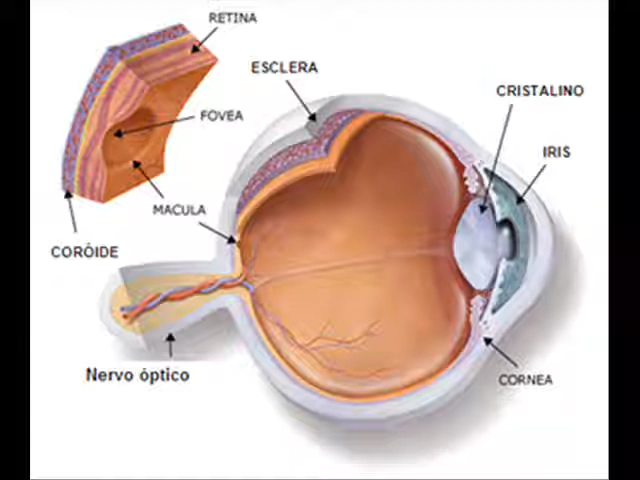 RETINA
ESCLERA
CRISTALINO
FOVEA
IRIS
MACULA
CORÓIDE
Nervo óptico
CORNEA